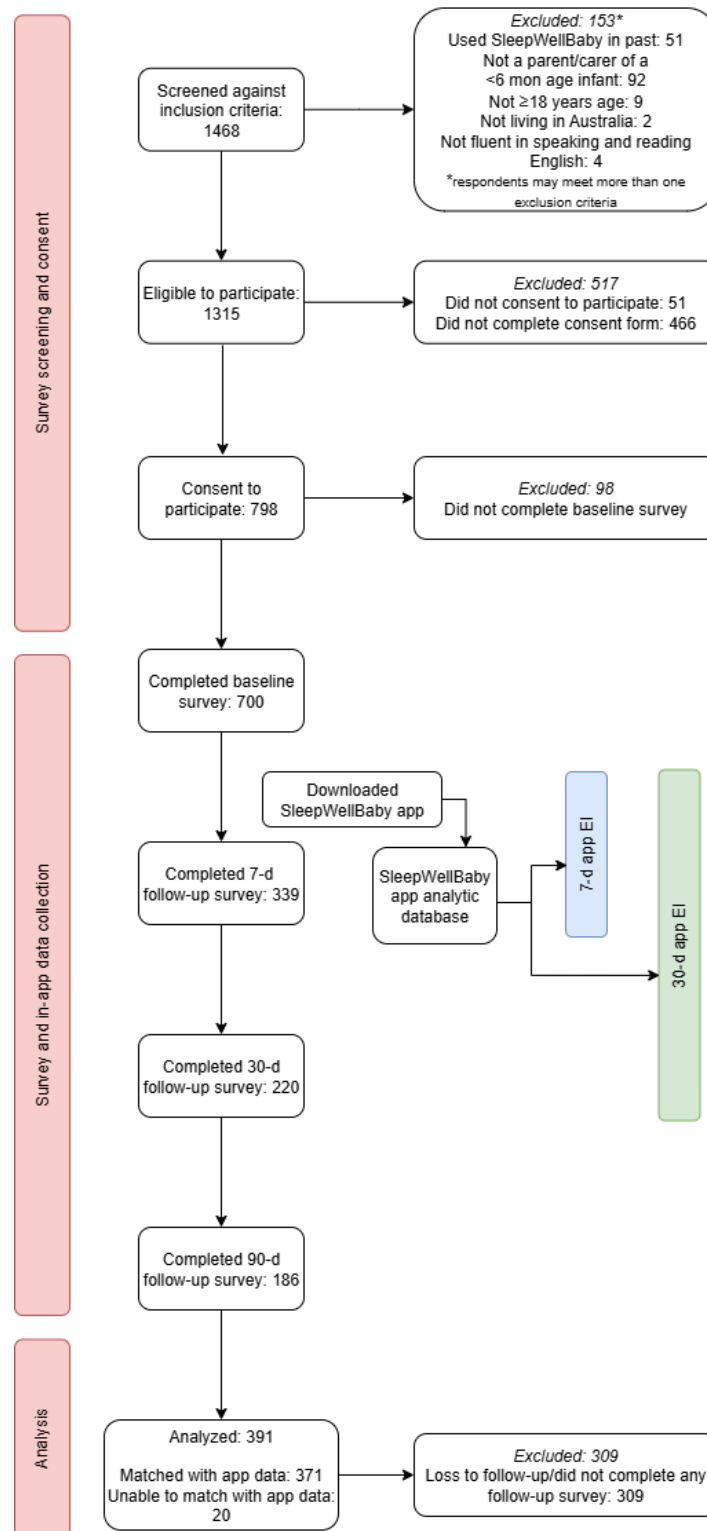 Survey screening and consent
Screened against
inclusion criteria:
1468
Excluded: 153*
Used SleepWellBaby in past: 51
Not a parent/carer of a
<6 mon age infant: 92
Not ≥18 years age: 9
Not living in Australia: 2
Not fluent in speaking and reading
English: 4
*respondents may meet more than one
exclusion criteria
Eligible to participate:
1315
Excluded: 517
Did not consent to participate: 51
Did not complete consent form: 466
Consent to
participate: 798
Excluded: 98
Did not complete baseline survey
Survey and in-app data collection
Completed baseline
survey: 700
Downloaded
SleepWellBaby app
SleepWellBaby
app analytic
database
7-d app EI
30-d app EI
Completed 7-d
follow-up survey: 339
Completed 30-d
follow-up survey: 220
Completed 90-d
follow-up survey: 186
Analysis
Analyzed: 391
Matched with app data: 371
Unable to match with app data:
20
Excluded: 309
Loss to follow-up/did not complete any
follow-up survey: 309